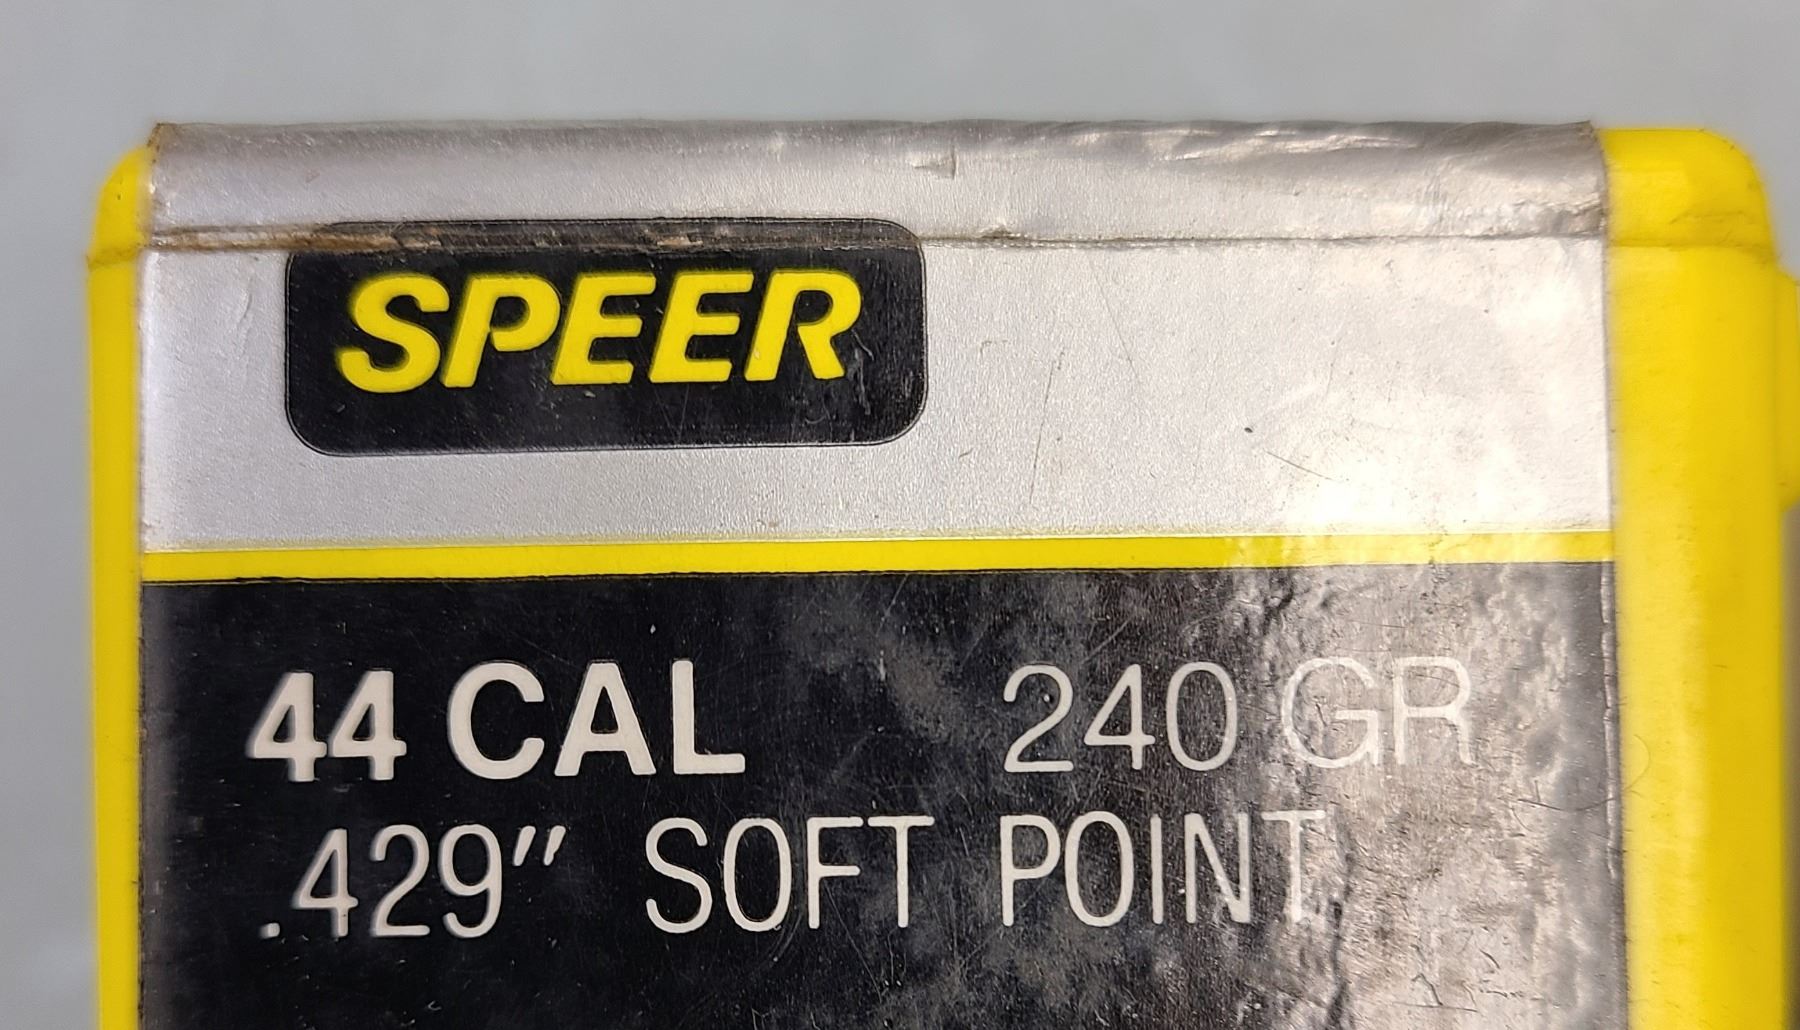 SPEER
44 CAL 240 GR
.429" SOFT POINT